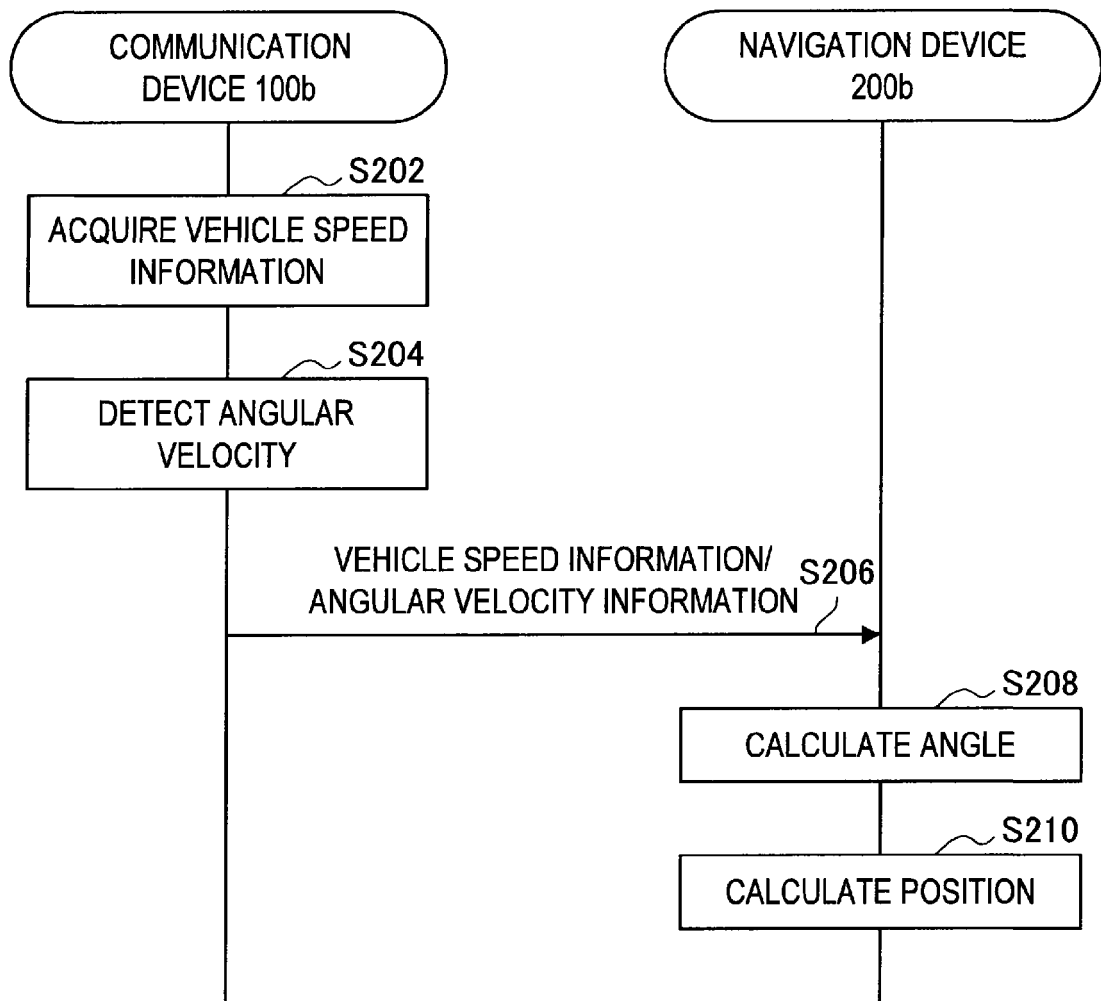 COMMUNICATION
DEVICE 100b
NAVIGATION DEVICE
200b
S202
ACQUIRE VEHICLE SPEED
INFORMATION
S204
DETECT ANGULAR
VELOCITY
VEHICLE SPEED INFORMATION/
ANGULAR VELOCITY INFORMATION
S206
S208
CALCULATE ANGLE
S210
CALCULATE POSITION